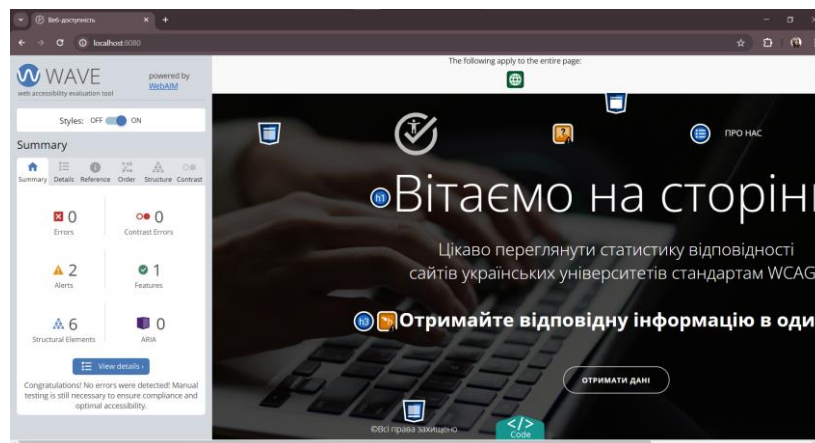 Веб-доступність
localhost:8080
WAVE
web accessibility evaluation tool
powered by
WebAIM
Styles: OFF ON
Summary
Summary Details Reference Order Structure Contrast
0
Errors
0
Contrast Errors
2
Alerts
1
Features
6
Structural Elements
0
ARIA
View details ›
Congratulations! No errors were detected! Manual
testing is still necessary to ensure compliance and
optimal accessibility.
The following apply to the entire page:
ПРО НАС
h1 Вітаємо на сторін
Цікаво переглянути статистику відповідності
сайтів українських університетів стандартам WCAG
h3 Отримайте відповідну інформацію в оди
ОТРИМАТИ ДАНІ
©Всі права захищено
</>
Code